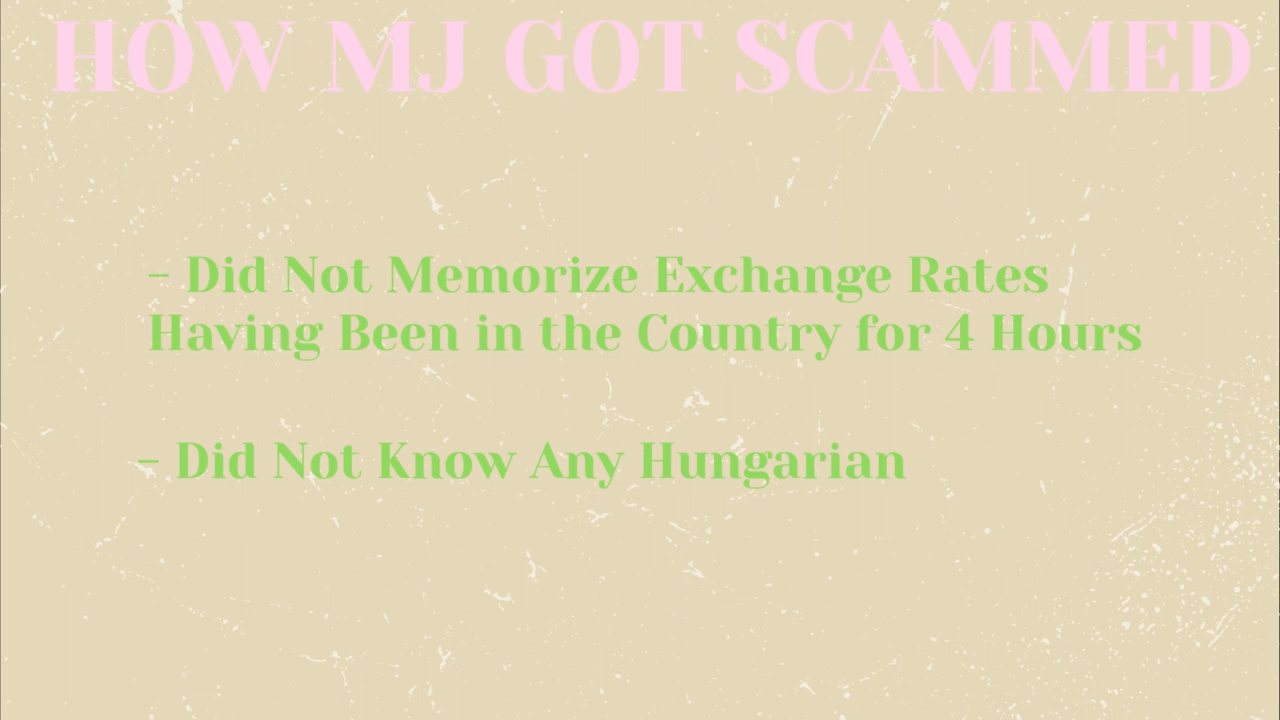 HOW MJ GOT SCAMMED
- Did Not Memorize Exchange Rates
Having Been in the Country for 4 Hours
- Did Not Know Any Hungarian